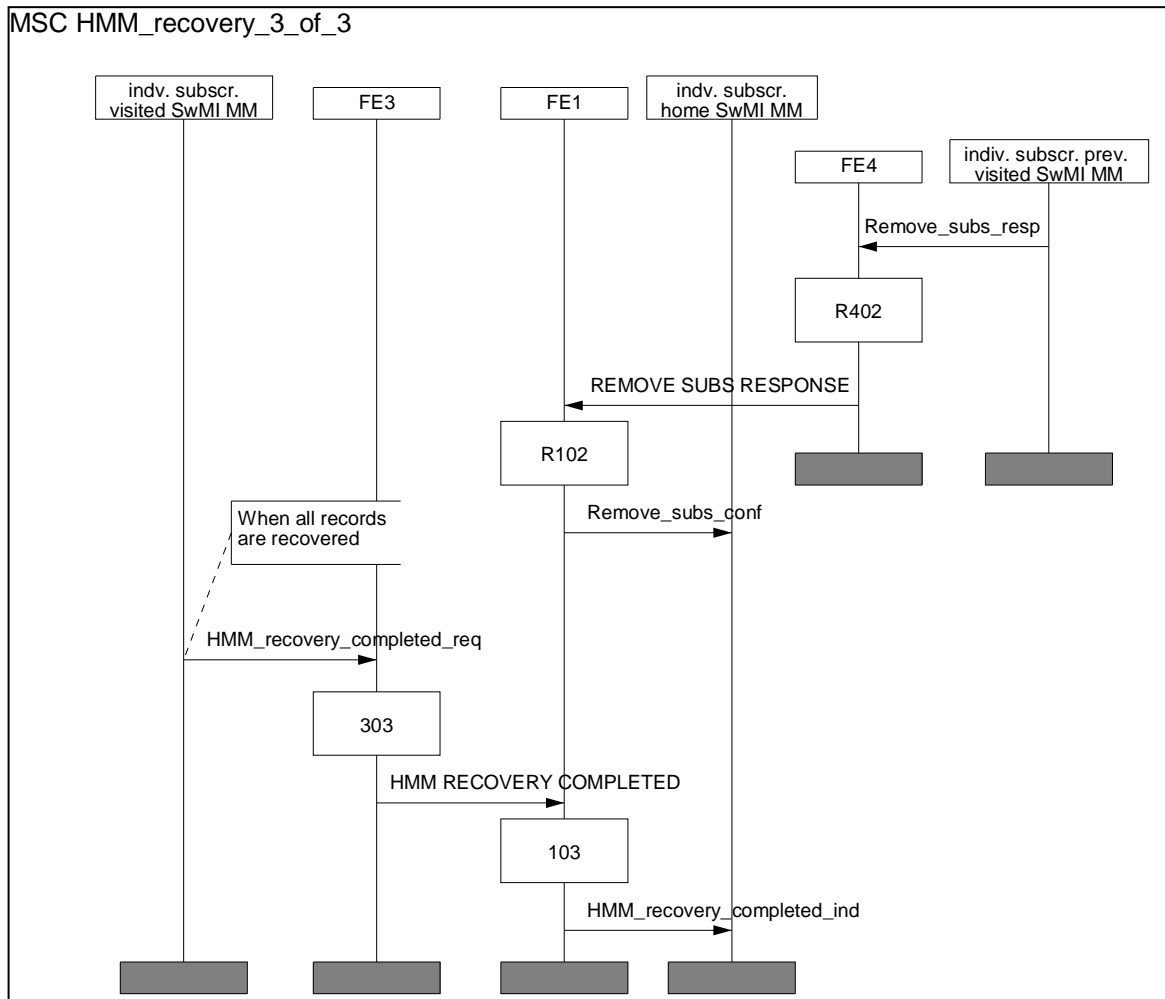 MSC HMM_recovery_3_of_3
indv. subscr.
visited SwMI MM
FE3
FE1
indv. subscr.
home SwMI MM
FE4
indiv. subscr. prev.
visited SwMI MM
Remove_subs_resp
R402
REMOVE SUBS RESPONSE
R102
Remove_subs_conf
When all records
are recovered
HMM_recovery_completed_req
303
HMM RECOVERY COMPLETED
103
HMM_recovery_completed_ind